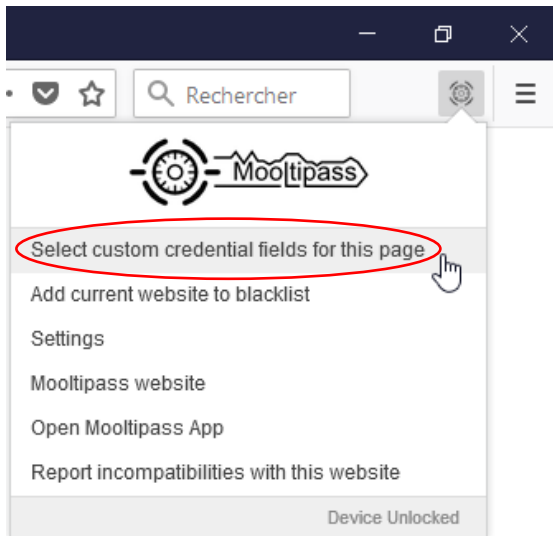 Rechercher
Mooltipass
Select custom credential fields for this page
Add current website to blacklist
Settings
Mooltipass website
Open Mooltipass App
Report incompatibilities with this website
Device Unlocked